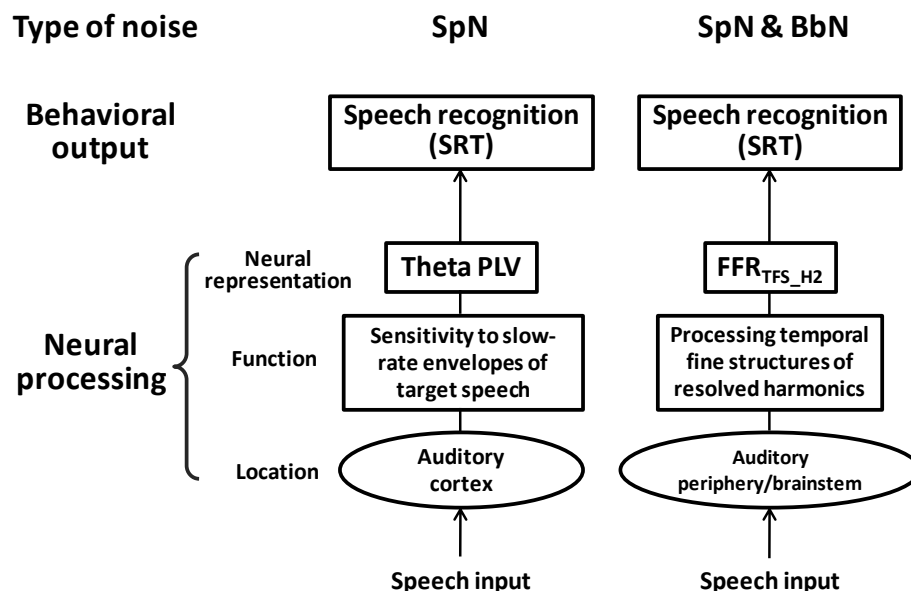 Type of noise SpN SpN & BbN
Behavioral
output
Speech recognition
(SRT)
Speech recognition
(SRT)
Neural
processing
Neural
representation
Theta PLV
FFRTFS_H2
Function
Sensitivity to slow-
rate envelopes of
target speech
Processing temporal
fine structures of
resolved harmonics
Location
Auditory
cortex
Auditory
periphery/brainstem
Speech input
Speech input